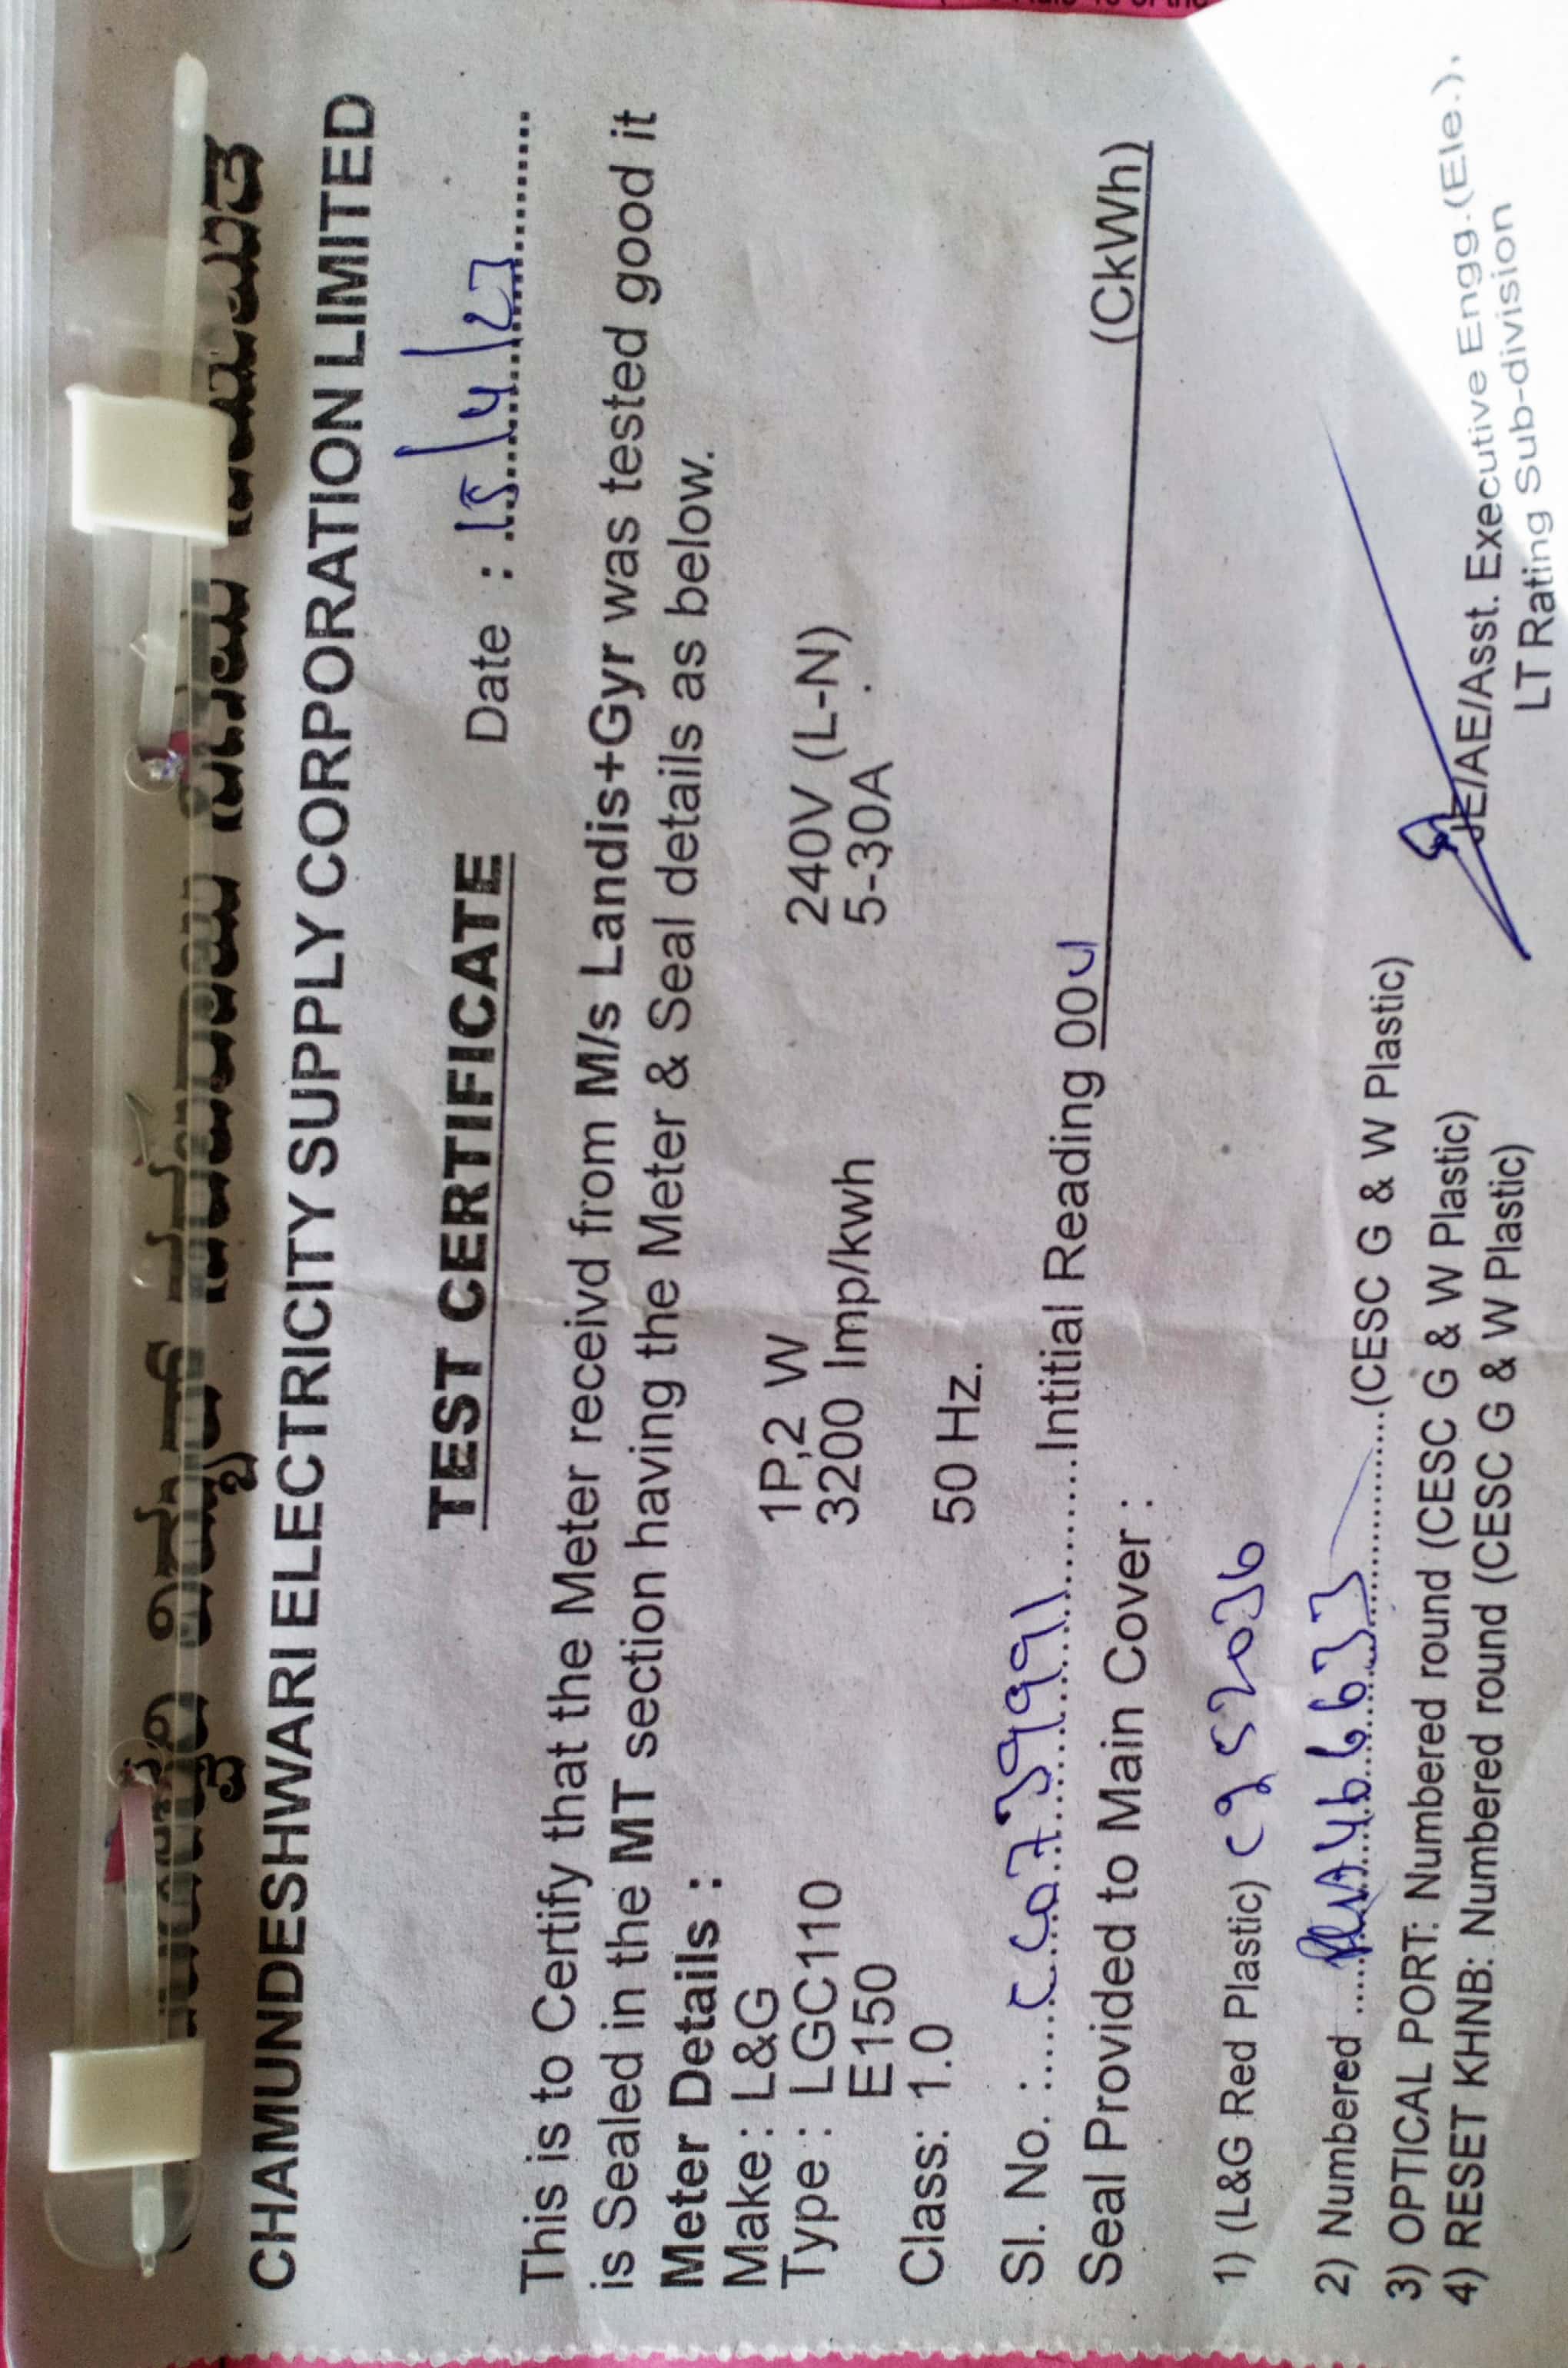 CHAMUNDESHWARI ELECTRICITY SUPPLY CORPORATION LIMITED
TEST CERTIFICATE Date : 15/4/27
This is to Certify that the Meter receivd from M/s Landis+Gyr was tested good it
is Sealed in the MT section having the Meter & Seal details as below.
Meter Details :
Make : L&G 1P,2 W 240V (L-N)
Type : LGC110 3200 Imp/kwh 5-30A
E150
Class: 1.0 50 Hz.
Sl. No. : Intitial Reading 00 (CkWh)
Seal Provided to Main Cover :
1) (L&G Red Plastic)
2) Numbered (CESC G & W Plastic)
3) OPTICAL PORT: Numbered round (CESC G & W Plastic)
4) RESET KHNB: Numbered round (CESC G & W Plastic)
JE/AE/Asst. Executive Engg.(Ele.),
LT Rating Sub-division